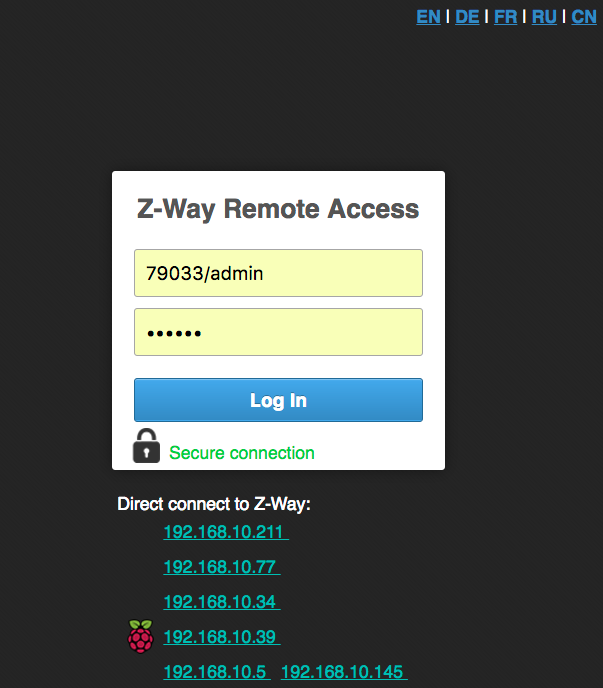 EN | DE | FR | RU | CN
Z-Way Remote Access
79033/admin
••••••
Log In
Secure connection
Direct connect to Z-Way:
192.168.10.211
192.168.10.77
192.168.10.34
192.168.10.39
192.168.10.5 192.168.10.145